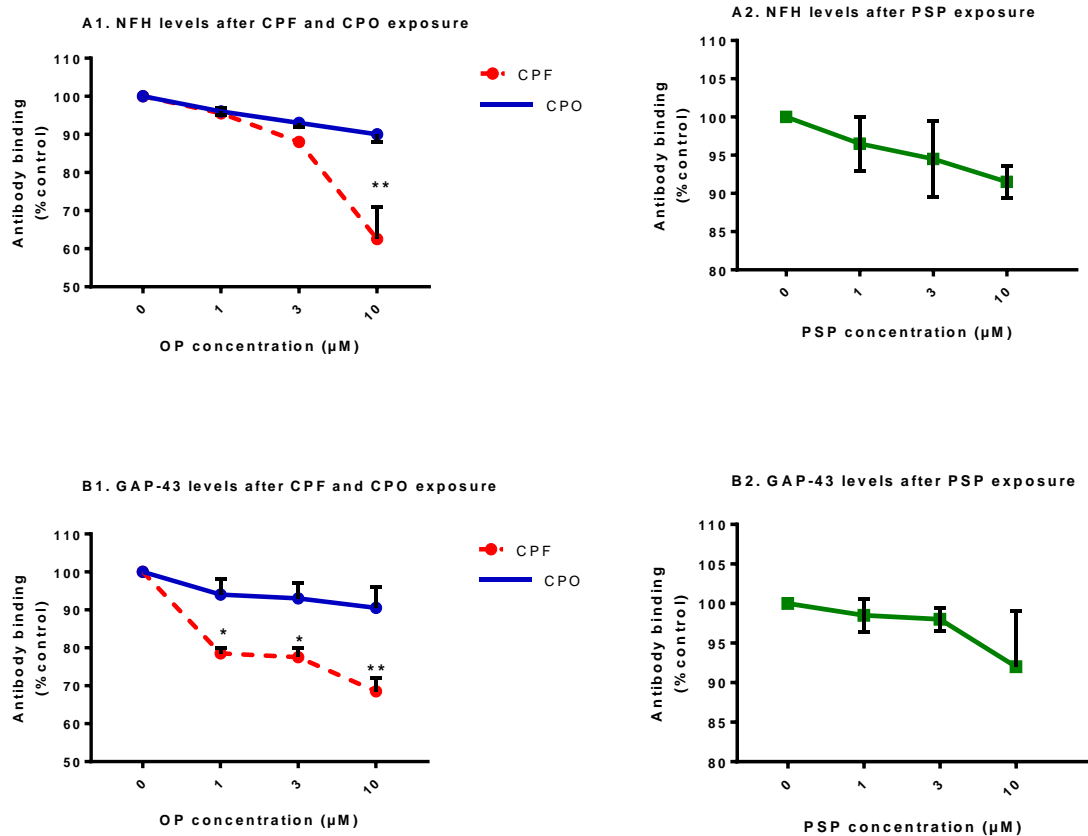 A1. NFH levels after CPF and CPO exposure
110
100
90
80
70
60
50
Antibody binding
(%control)
**
0
1
3
10
OP concentration (µM)
CPF
CPO
A2. NFH levels after PSP exposure
110
105
100
95
90
85
80
Antibody binding
(%control)
0
1
3
10
PSP concentration (µM)
B1. GAP-43 levels after CPF and CPO exposure
110
100
90
80
70
60
50
Antibody binding
(%control)
*
*
**
0
1
3
10
OP concentration (µM)
CPF
CPO
B2. GAP-43 levels after PSP exposure
110
105
100
95
90
85
80
Antibody binding
(%control)
0
1
3
10
PSP concentration (µM)